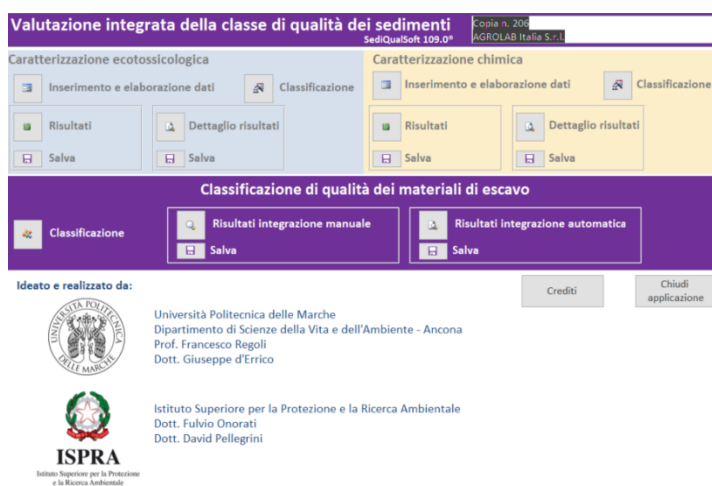 Valutazione integrata della classe di qualità dei sedimenti
SediQualSoft 109.0®
Copia n. 206
AGROLAB Italia S.r.l.
Caratterizzazione ecotossicologica
Inserimento e elaborazione dati
Classificazione
Risultati
Dettaglio risultati
Salva
Salva
Caratterizzazione chimica
Inserimento e elaborazione dati
Classificazione
Risultati
Dettaglio risultati
Salva
Salva
Classificazione di qualità dei materiali di escavo
Classificazione
Risultati integrazione manuale
Salva
Risultati integrazione automatica
Salva
Ideato e realizzato da:
Crediti
Chiudi
applicazione
UNIVERSITÀ POLITECNICA
DELLE MARCHE
Università Politecnica delle Marche
Dipartimento di Scienze della Vita e dell'Ambiente - Ancona
Prof. Francesco Regoli
Dott. Giuseppe d'Errico
ISPRA
Istituto Superiore per la Protezione
e la Ricerca Ambientale
Istituto Superiore per la Protezione e la Ricerca Ambientale
Dott. Fulvio Onorati
Dott. David Pellegrini